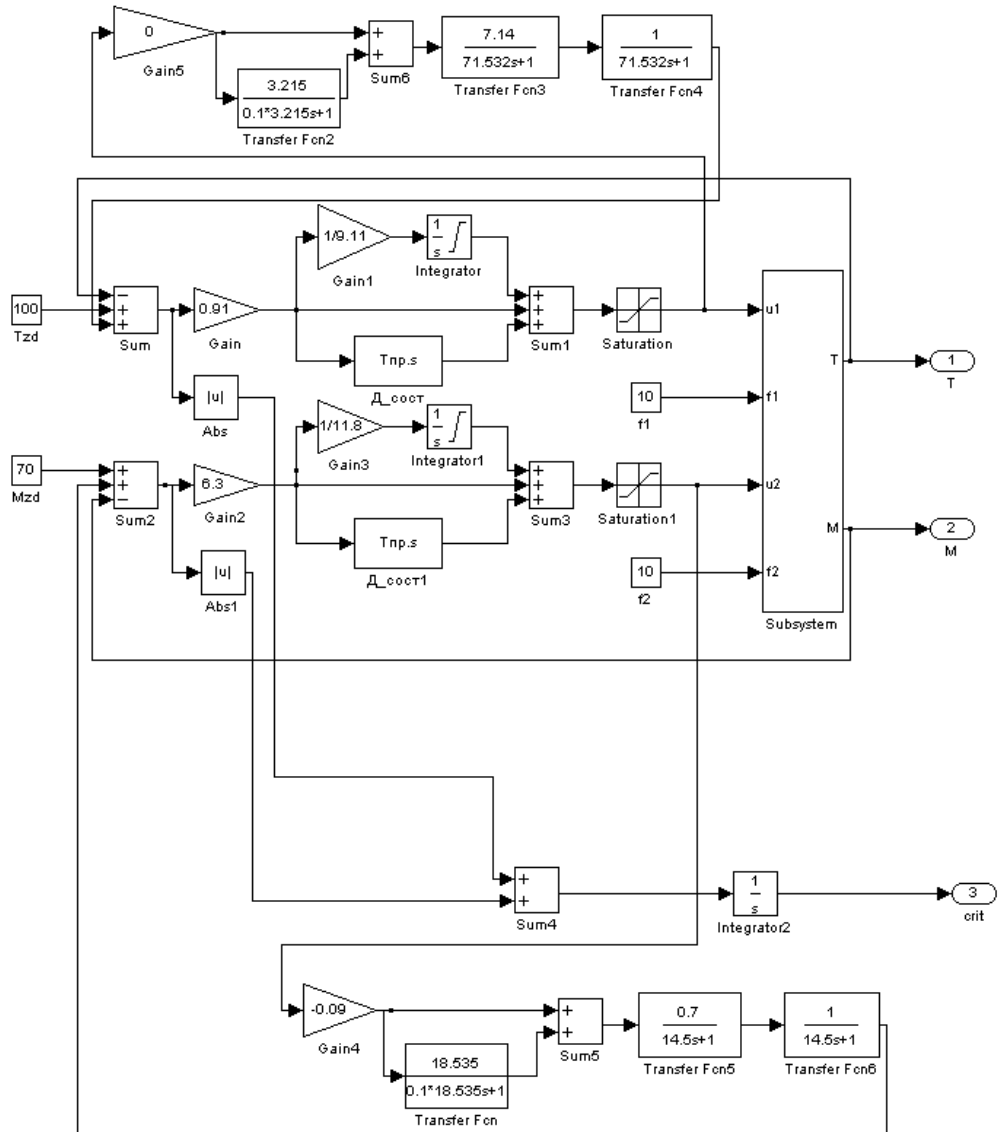 0
Gain5
+
+
Sum6
7.14
71.532s+1
Transfer Fcn3
1
71.532s+1
Transfer Fcn4
3.215
0.1*3.215s+1
Transfer Fcn2
100
Tzd
−
+
+
Sum
0.91
Gain
1/9.11
Gain1
1
s
Integrator
Tпр.s
Д_сост
+
+
+
Sum1
Saturation
|u|
Abs
10
f1
u1
f1
u2
f2
T
M
Subsystem
1
T
2
M
70
Mzd
+
+
−
Sum2
6.3
Gain2
1/11.8
Gain3
1
s
Integrator1
Tпр.s
Д_сост1
+
+
+
Sum3
Saturation1
|u|
Abs1
10
f2
+
+
Sum4
1
s
Integrator2
3
crit
-0.09
Gain4
18.535
0.1*18.535s+1
Transfer Fcn
+
+
Sum5
0.7
14.5s+1
Transfer Fcn5
1
14.5s+1
Transfer Fcn6